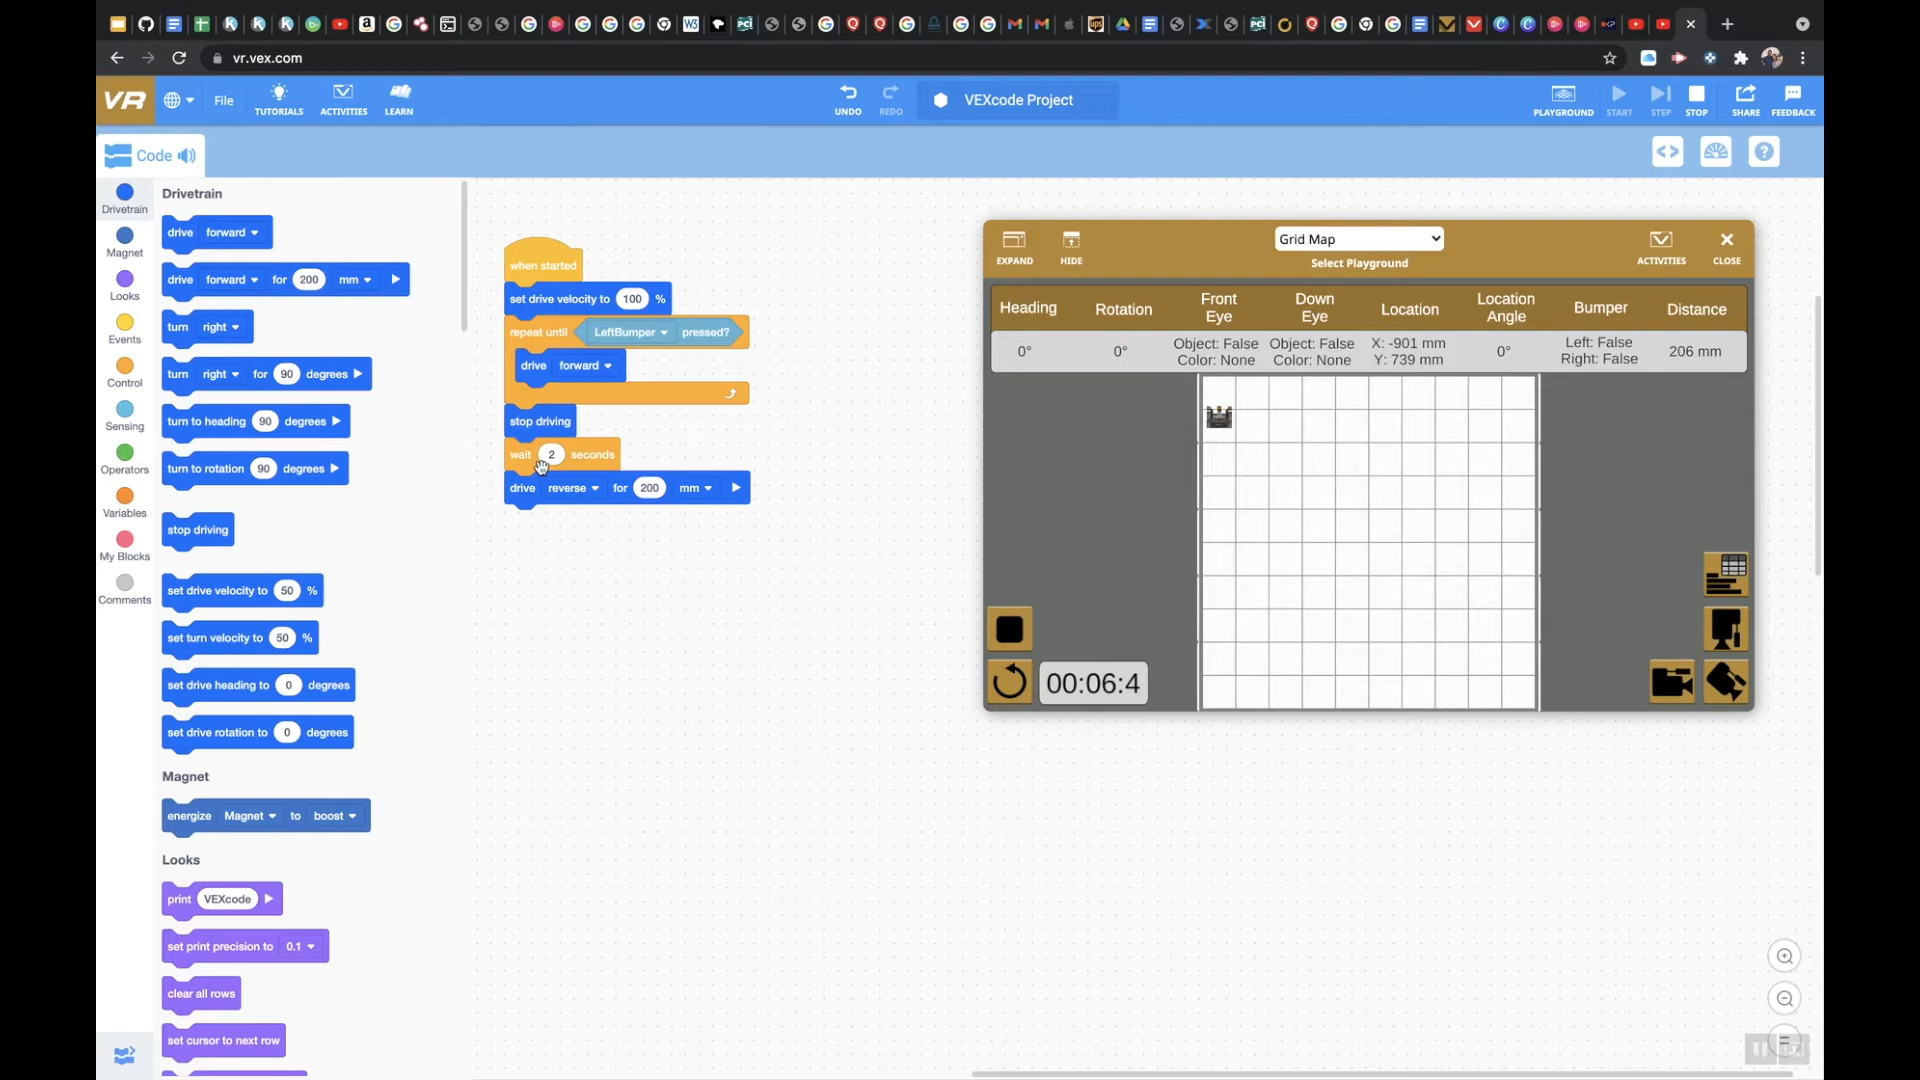 vr.vex.com
VR
File
TUTORIALS
ACTIVITIES
LEARN
UNDO
REDO
VEXcode Project
PLAYGROUND
START
STEP
STOP
SHARE
FEEDBACK
Code
Drivetrain
Magnet
Looks
Events
Control
Sensing
Operators
Variables
My Blocks
Comments
Drivetrain
drive forward
drive forward for 200 mm
turn right
turn right for 90 degrees
turn to heading 90 degrees
turn to rotation 90 degrees
stop driving
set drive velocity to 50 %
set turn velocity to 50 %
set drive heading to 0 degrees
set drive rotation to 0 degrees
Magnet
energize Magnet to boost
Looks
print VEXcode
set print precision to 0.1
clear all rows
set cursor to next row
when started
set drive velocity to 100 %
repeat until LeftBumper pressed?
drive forward
stop driving
wait 2 seconds
drive reverse for 200 mm
EXPAND
HIDE
Grid Map
Select Playground
ACTIVITIES
CLOSE
Heading Rotation Front Eye Down Eye Location Location Angle Bumper Distance
0° 0° Object: False Object: False X: -901 mm 0° Left: False 206 mm
Color: None Color: None Y: 739 mm Right: False
00:06:4